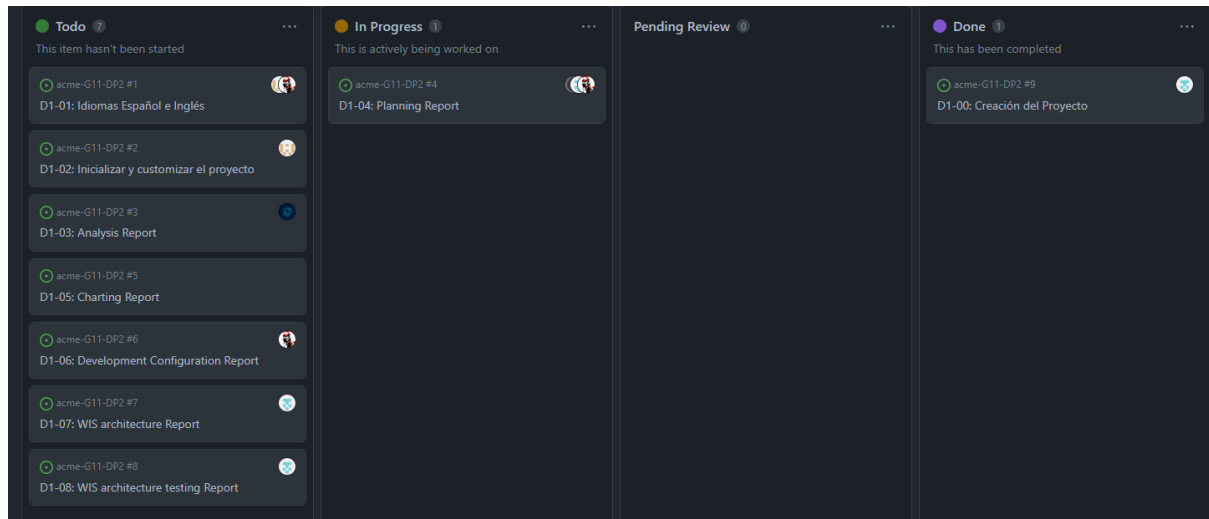 Todo 7
This item hasn't been started
acme-G11-DP2 #1
D1-01: Idiomas Español e Inglés
acme-G11-DP2 #2
D1-02: Inicializar y customizar el proyecto
acme-G11-DP2 #3
D1-03: Analysis Report
acme-G11-DP2 #5
D1-05: Charting Report
acme-G11-DP2 #6
D1-06: Development Configuration Report
acme-G11-DP2 #7
D1-07: WIS architecture Report
acme-G11-DP2 #8
D1-08: WIS architecture testing Report
In Progress 1
This is actively being worked on
acme-G11-DP2 #4
D1-04: Planning Report
Pending Review 0
Done 1
This has been completed
acme-G11-DP2 #9
D1-00: Creación del Proyecto